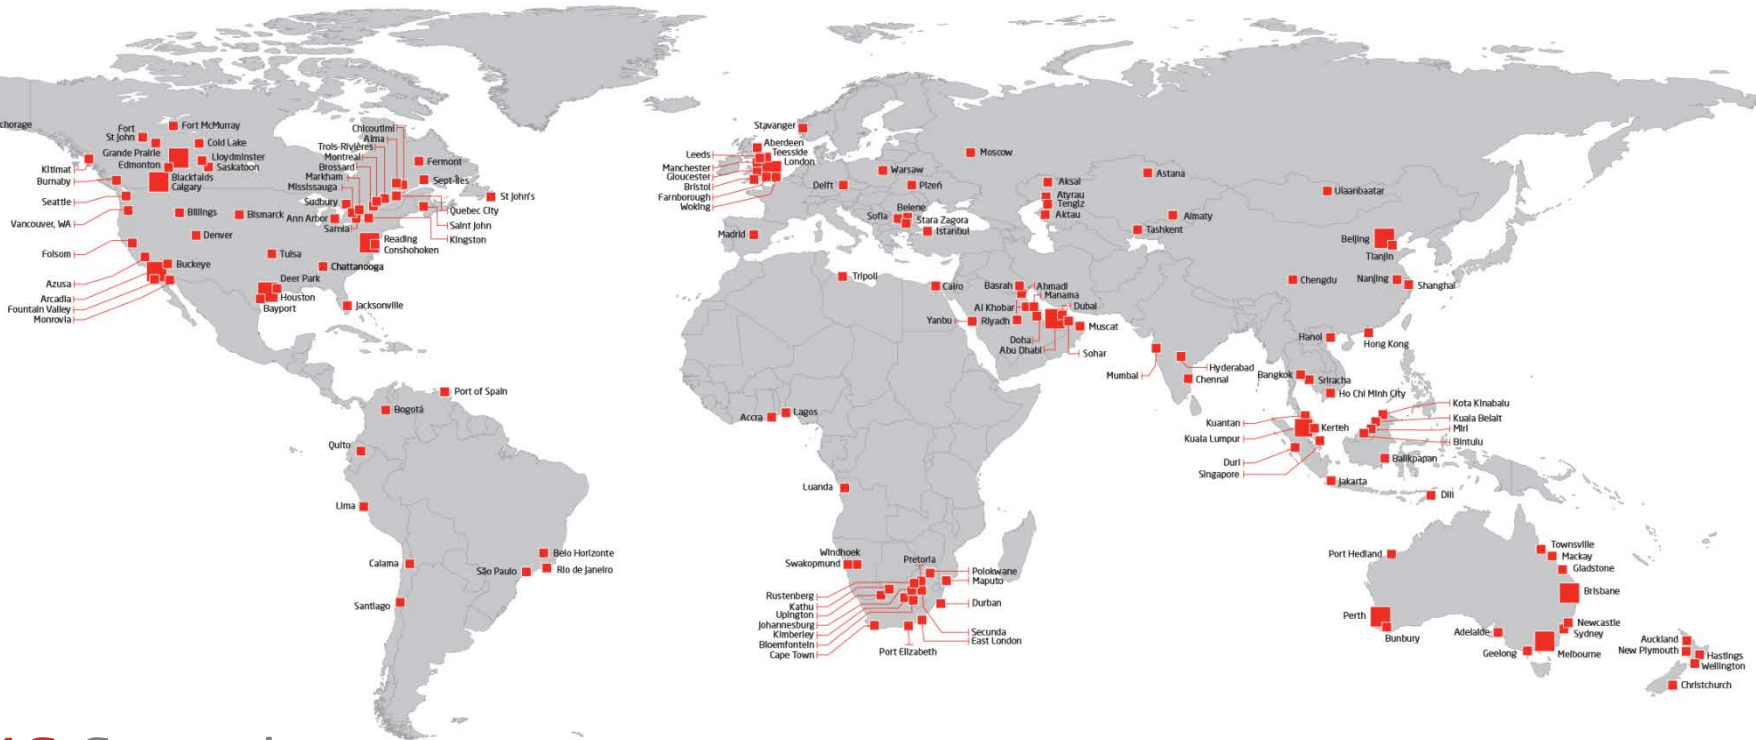 chorage
Fort
St John
Fort McMurray
Cold Lake
Grande Prairie
Lloydminster
Edmonton
Saskatoon
Kitimat
Blackfalds
Burnaby
Calgary
Seattle
Vancouver, WA
Billings
Bismarck
Denver
Folsom
Tulsa
Buckeye
Chattanooga
Azusa
Deer Park
Arcadia
Houston
Fountain Valley
Bayport
Monrovia
Jacksonville
Chicoutimi
Alma
Trois-Rivières
Montreal
Brossard
Markham
Mississauga
Sudbury
Ann Arbor
Sarnia
Fermont
Sept-Îles
St John's
Quebec City
Saint John
Kingston
Reading
Conshohoken
Port of Spain
Bogotá
Quito
Lima
Calama
Santiago
Belo Horizonte
São Paulo
Rio de Janeiro
Stavanger
Aberdeen
Leeds
Teesside
Manchester
London
Gloucester
Bristol
Farnborough
Woking
Warsaw
Delft
Plzeň
Belene
Sofia
Stara Zagora
Istanbul
Madrid
Moscow
Aksai
Atyrau
Tengiz
Aktau
Astana
Almaty
Tashkent
Ulaanbaatar
Beijing
Tianjin
Chengdu
Nanjing
Shanghai
Tripoli
Cairo
Basrah
Ahmadi
Manama
Al Khobar
Dubai
Yanbu
Riyadh
Muscat
Doha
Abu Dhabi
Sohar
Mumbai
Hyderabad
Chennai
Hanoi
Hong Kong
Bangkok
Sriracha
Ho Chi Minh City
Kota Kinabalu
Kuantan
Kuala Belait
Kerteh
Miri
Kuala Lumpur
Bintulu
Duri
Balikpapan
Singapore
Jakarta
Dili
Accra
Lagos
Luanda
Windhoek
Swakopmund
Pretoria
Polokwane
Maputo
Rustenberg
Kathu
Upington
Durban
Johannesburg
Kimberley
Secunda
Bloemfontein
East London
Cape Town
Port Elizabeth
Port Hedland
Townsville
Mackay
Gladstone
Brisbane
Perth
Bunbury
Adelaide
Newcastle
Sydney
Geelong
Melbourne
Auckland
New Plymouth
Hastings
Wellington
Christchurch